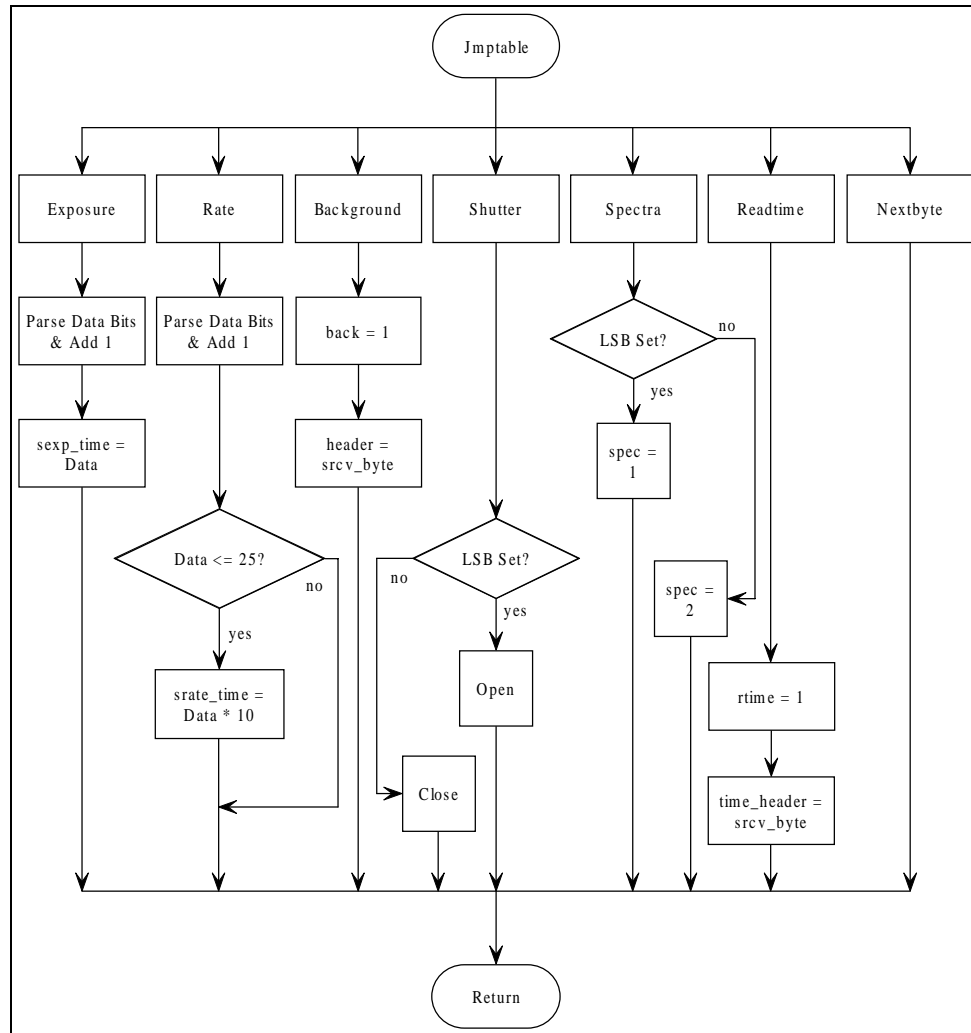 Jmptable
Exposure
Rate
Background
Shutter
Spectra
Readtime
Nextbyte
Parse Data Bits
& Add 1
Parse Data Bits
& Add 1
back = 1
LSB Set?
no
yes
sexp_time =
Data
header =
srcv_byte
spec =
1
Data <= 25?
no
yes
LSB Set?
no
yes
spec =
2
srate_time =
Data * 10
Open
rtime = 1
Close
time_header =
srcv_byte
Return